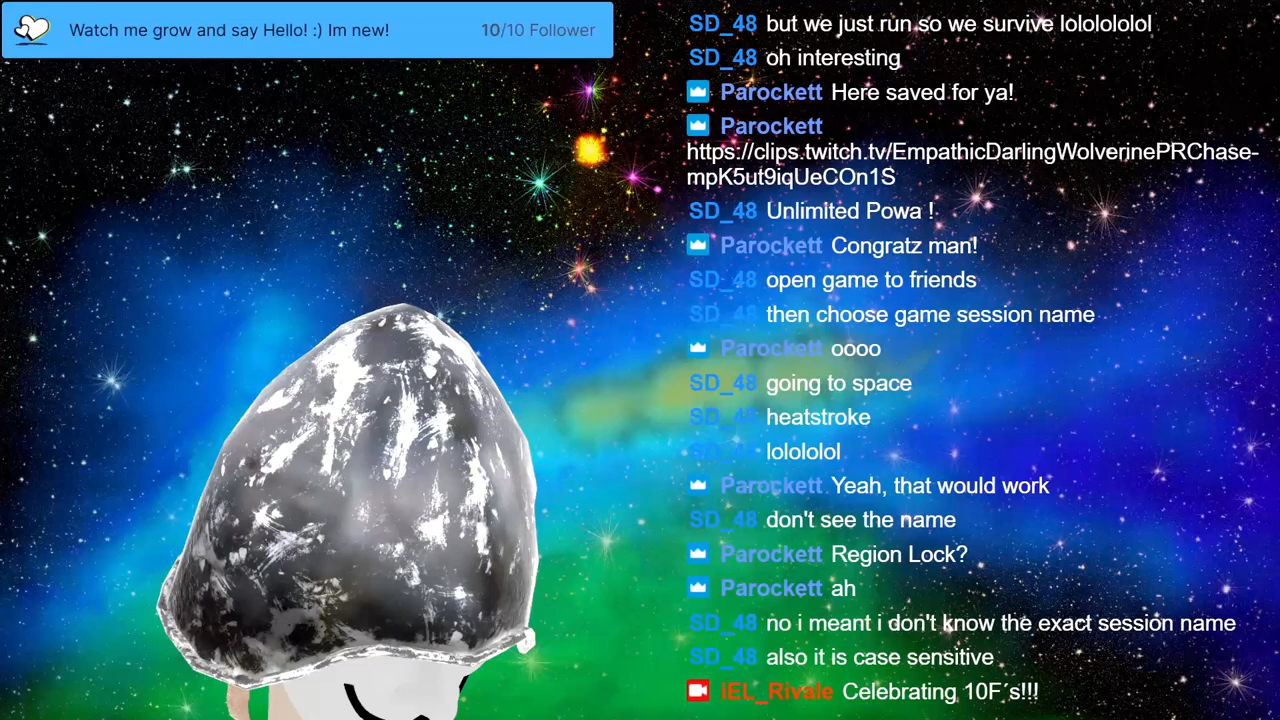 Watch me grow and say Hello! :) Im new! 10/10 Follower
SD_48 but we just run so we survive lolololololol
SD_48 oh interesting
Parockett Here saved for ya!
Parockett
https://clips.twitch.tv/EmpathicDarlingWolverinePRChase-
mpK5ut9iqUeCOn1S
SD_48 Unlimited Powa !
Parockett Congratz man!
SD_48 open game to friends
SD_48 then choose game session name
Parockett oooo
SD_48 going to space
SD_48 heatstroke
SD_48 lolololol
Parockett Yeah, that would work
SD_48 don't see the name
Parockett Region Lock?
Parockett ah
SD_48 no i meant i don't know the exact session name
SD_48 also it is case sensitive
iEL_Rivale Celebrating 10F´s!!!